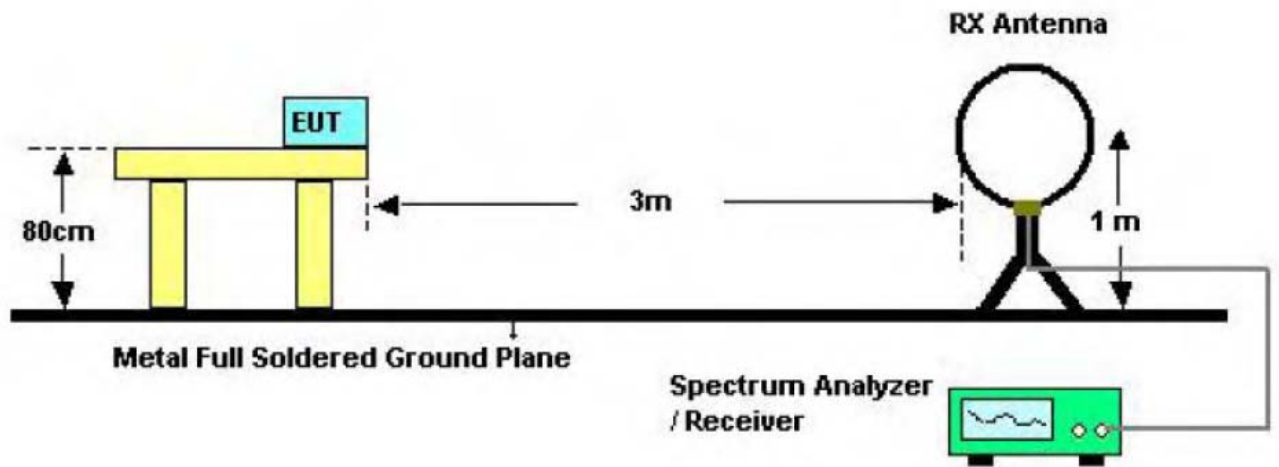 RX Antenna
EUT
80cm
3m
1 m
Metal Full Soldered Ground Plane
Spectrum Analyzer
/ Receiver